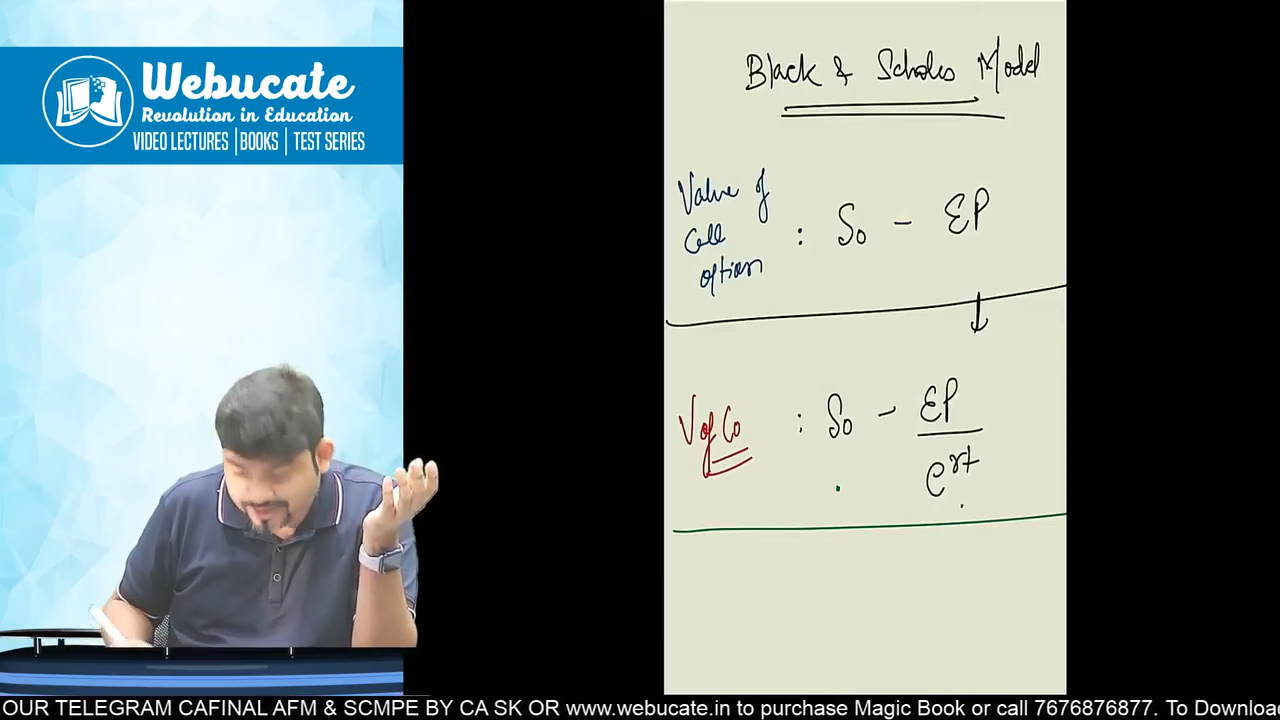 Webucate
Revolution in Education
VIDEO LECTURES | BOOKS | TEST SERIES
Black & Scholes Model
Value of
Call
option
: S0 - EP
V of Co
: S0 - EP
e^rt
OUR TELEGRAM CAFINAL AFM & SCMPE BY CA SK OR www.webucate.in to purchase Magic Book or call 7676876877. To Downloa